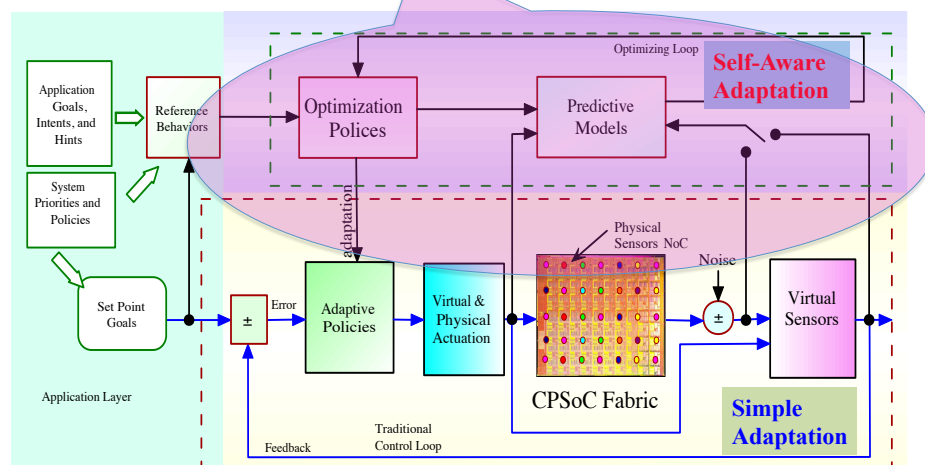 Optimizing Loop
Self-Aware
Adaptation
Application
Goals,
Intents, and
Hints
Reference
Behaviors
Optimization
Polices
Predictive
Models
System
Priorities and
Policies
adaptation
Physical
Sensors NoC
Noise
Set Point
Goals
±
Error
Adaptive
Policies
Virtual &
Physical
Actuation
±
Virtual
Sensors
CPSoC Fabric
Application Layer
Simple
Adaptation
Traditional
Control Loop
Feedback